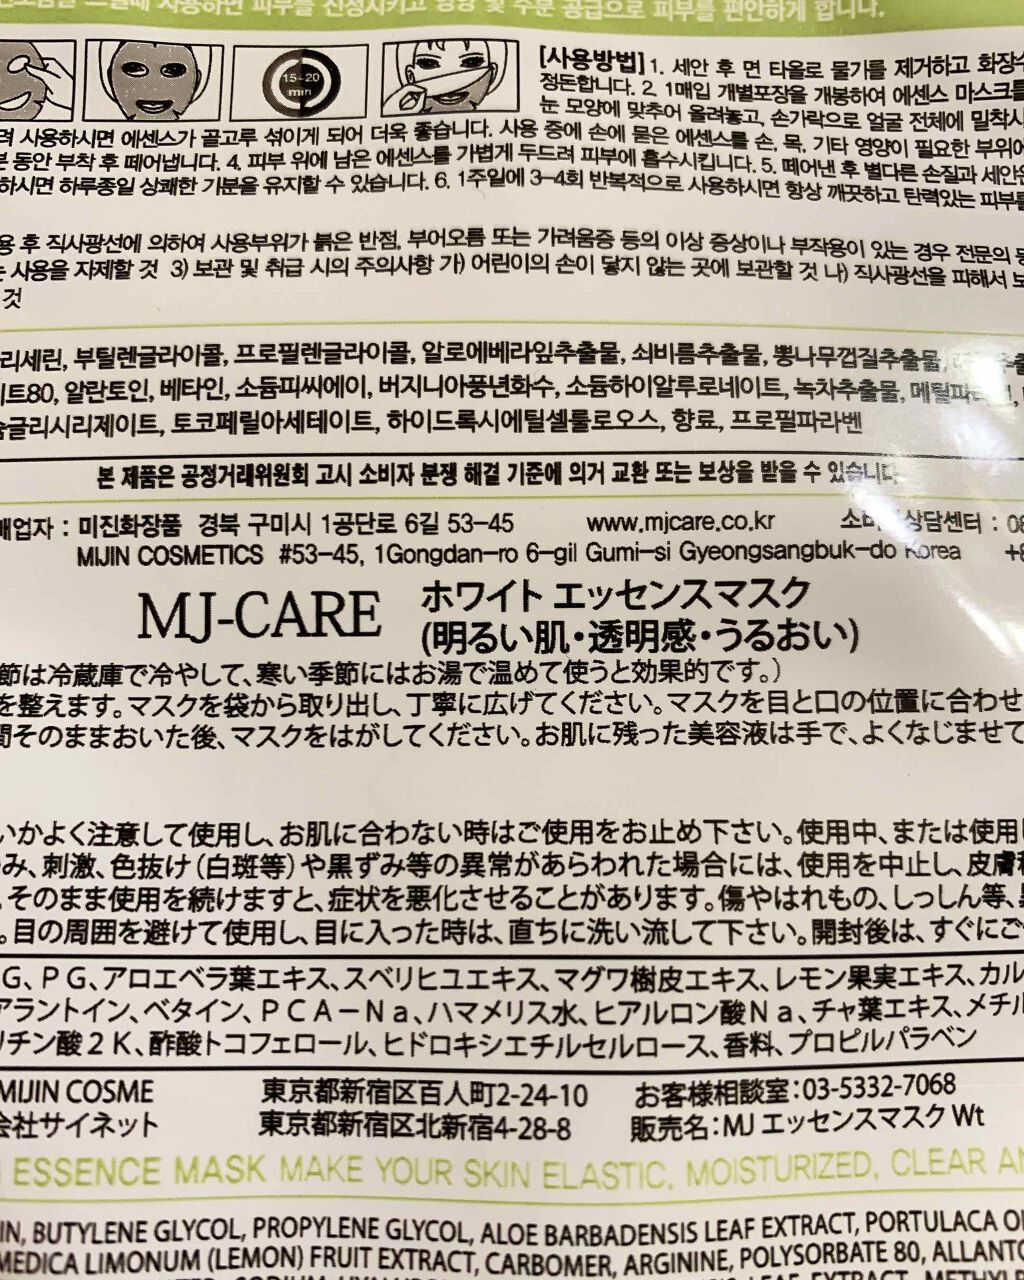 사용하면 피부를 진정시키고 영양 및 수분 공급으로 피부를 편안하게 합니다.
15-20
min
[사용방법] 1. 세안 후 면 타올로 물기를 제거하고 화장수
정돈합니다. 2. 1매입 개별포장을 개봉하여 에센스 마스크를
눈 모양에 맞추어 올려놓고, 손가락으로 얼굴 전체에 밀착시
사용하시면 에센스가 골고루 섞이게 되어 더욱 좋습니다. 사용 중에 손에 묻은 에센스를 손, 목, 기타 영양이 필요한 부위에
동안 부착 후 떼어냅니다. 4. 피부 위에 남은 에센스를 가볍게 두드려 피부에 흡수시킵니다. 5. 떼어낸 후 별다른 손질과 세안은
하시면 하루종일 상쾌한 기분을 유지할 수 있습니다. 6. 1주일에 3-4회 반복적으로 사용하시면 항상 깨끗하고 탄력있는 피부를
용 후 직사광선에 의하여 사용부위가 붉은 반점, 부어오름 또는 가려움증 등의 이상 증상이나 부작용이 있는 경우 전문의 등
는 사용을 자제할 것 3) 보관 및 취급 시의 주의사항 가) 어린이의 손이 닿지 않는 곳에 보관할 것 나) 직사광선을 피해서 보
것
리세린, 부틸렌글라이콜, 프로필렌글라이콜, 알로에베라잎추출물, 쇠비름추출물, 뽕나무껍질추출물,
이트80, 알란토인, 베타인, 소듐피씨에이, 버지니아풍년화수, 소듐하이알루로네이트, 녹차추출물,
글리시리제이트, 토코페릴아세테이트, 하이드록시에틸셀룰로오스, 향료, 프로필파라벤
본 제품은 공정거래위원회 고시 소비자 분쟁 해결 기준에 의거 교환 또는 보상을 받을 수 있습니다
매업자 : 미진화장품 경북 구미시 1공단로 6길 53-45 www.mjcare.co.kr 상담센터 :
MIJIN COSMETICS #53-45, 1Gongdan-ro 6-gil Gumi-si Gyeongsangbuk-do Korea
MJ-CARE ホワイト エッセンスマスク
(明るい肌・透明感・うるおい)
節は冷蔵庫で冷やして、寒い季節にはお湯で温めて使うと効果的です。)
を整えます。マスクを袋から取り出し、丁寧に広げてください。マスクを目と口の位置に合わせ
間そのままおいた後、マスクをはがしてください。お肌に残った美容液は手で、よくなじませて
いかよく注意して使用し、お肌に合わない時はご使用をお止め下さい。使用中、または使用
み、刺激、色抜け(白斑等)や黒ずみ等の異常があらわれた場合には、使用を中止し、皮膚
。そのまま使用を続けますと、症状を悪化させることがあります。傷やはれもの、しっしん等、
。目の周囲を避けて使用し、目に入った時は、直ちに洗い流して下さい。開封後は、すぐにご
G、PG、アロエベラ葉エキス、スベリヒユエキス、マグワ樹皮エキス、レモン果実エキス、カル
アラントイン、ベタイン、PCA-Na、ハマメリス水、ヒアルロン酸Na、チャ葉エキス、メチル
リチン酸2K、酢酸トコフェロール、ヒドロキシエチルセルロース、香料、プロピルパラベン
MIJIN COSME 東京都新宿区百人町2-24-10 お客様相談室:03-5332-7068
会社サイネット 東京都新宿区北新宿4-28-8 販売名:MJ エッセンスマスク Wt
ESSENCE MASK MAKE YOUR SKIN ELASTIC, MOISTURIZED, CLEAR
IN, BUTYLENE GLYCOL, PROPYLENE GLYCOL, ALOE BARBADENSIS LEAF EXTRACT, PORTULACA
MEDICA LIMONUM (LEMON) FRUIT EXTRACT, CARBOMER, ARGININE, POLYSORBATE 80,